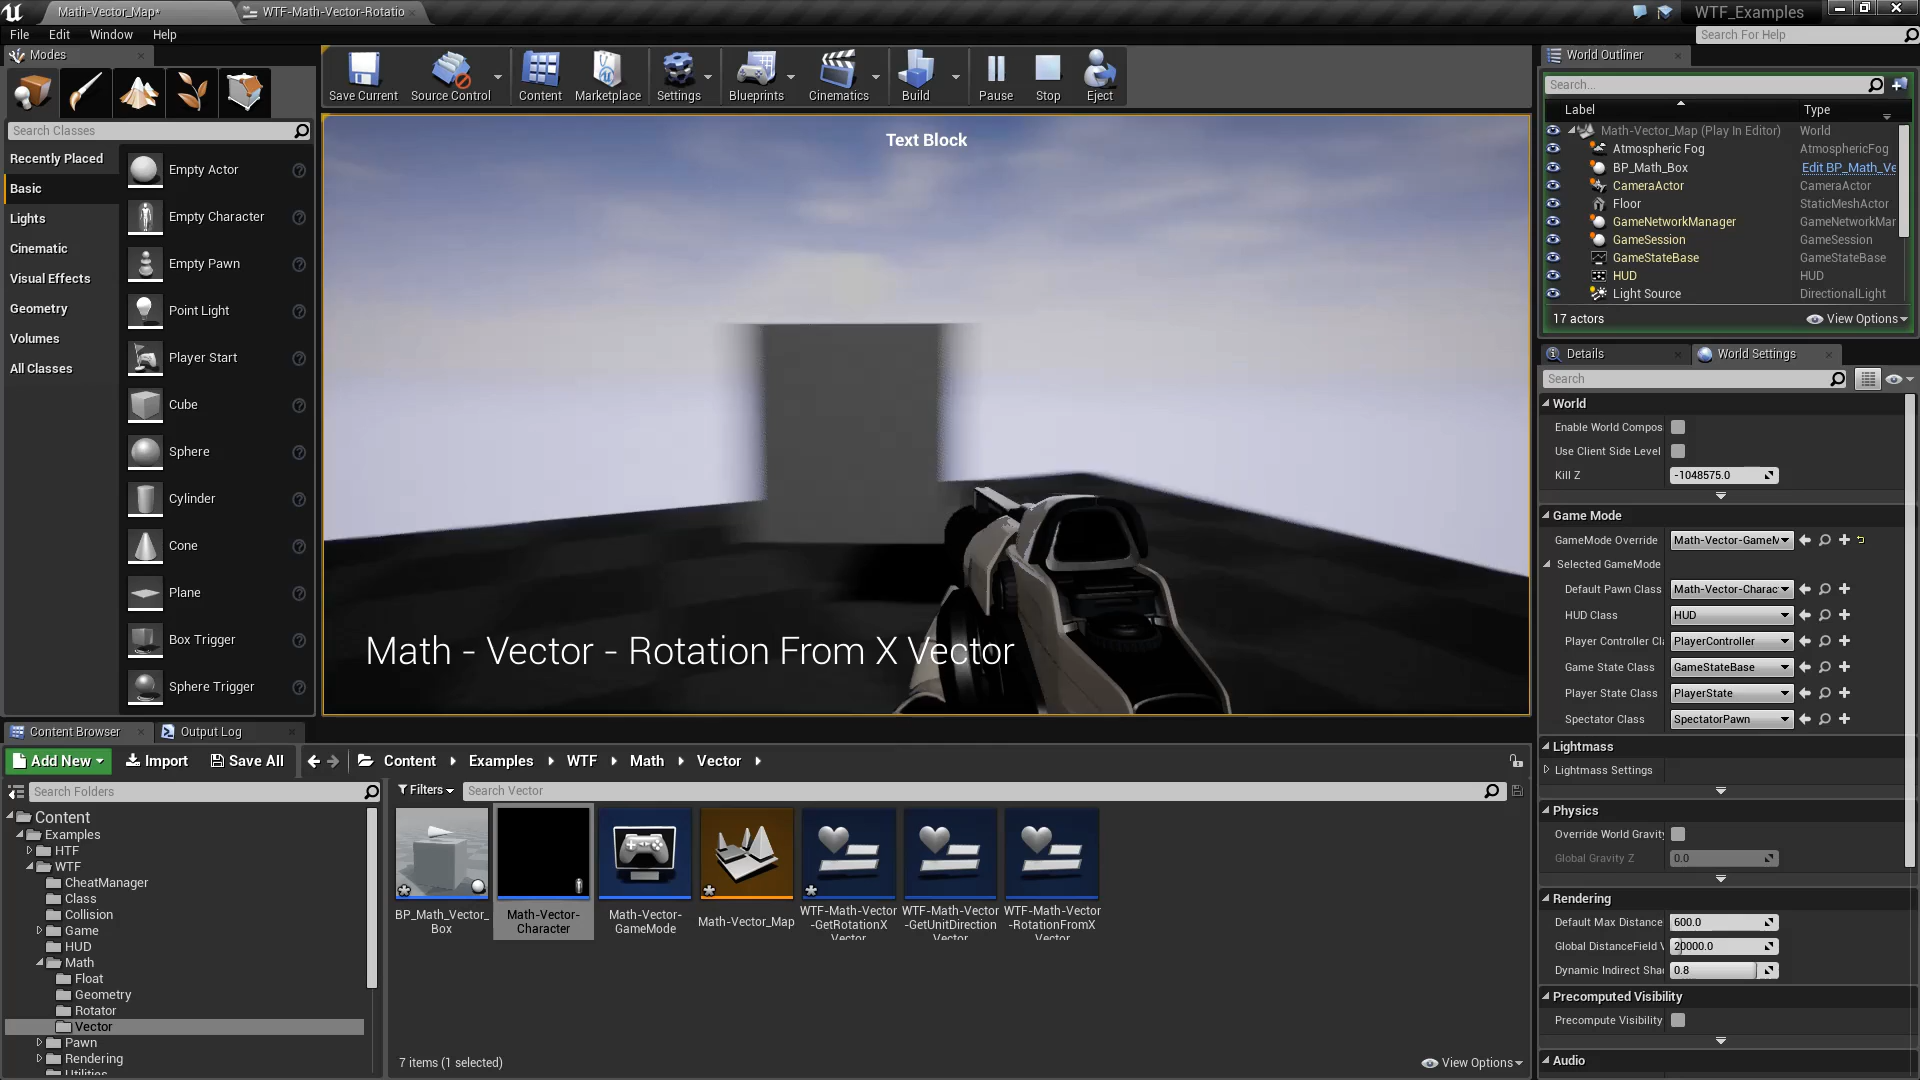 Math-Vector_Map*
WTF-Math-Vector-Rotatio
WTF_Examples
File Edit Window Help
Search For Help
Modes
Search Classes
Recently Placed
Basic
Lights
Cinematic
Visual Effects
Geometry
Volumes
All Classes
Empty Actor
Empty Character
Empty Pawn
Point Light
Player Start
Cube
Sphere
Cylinder
Cone
Plane
Box Trigger
Sphere Trigger
Save Current
Source Control
Content
Marketplace
Settings
Blueprints
Cinematics
Build
Pause
Stop
Eject
Text Block
Math - Vector - Rotation From X Vector
World Outliner
Search...
Label Type
Math-Vector_Map (Play In Editor) World
Atmospheric Fog AtmosphericFog
BP_Math_Box Edit BP_Math_Ve
CameraActor CameraActor
Floor StaticMeshActor
GameNetworkManager GameNetworkMar
GameSession GameSession
GameStateBase GameStateBase
HUD HUD
Light Source DirectionalLight
17 actors View Options
Details
World Settings
Search
World
Enable World Compos
Use Client Side Level
Kill Z -1048575.0
Game Mode
GameMode Override Math-Vector-GameM
Selected GameMode
Default Pawn Class Math-Vector-Charac
HUD Class HUD
Player Controller Cla PlayerController
Game State Class GameStateBase
Player State Class PlayerState
Spectator Class SpectatorPawn
Lightmass
Lightmass Settings
Physics
Override World Gravity
Global Gravity Z 0.0
Rendering
Default Max Distance 600.0
Global DistanceField V 20000.0
Dynamic Indirect Sha 0.8
Precomputed Visibility
Precompute Visibility
Audio
Content Browser
Output Log
Add New Import Save All
Content Examples WTF Math Vector
Search Folders
Filters
Search Vector
Content
Examples
HTF
WTF
CheatManager
Class
Collision
Game
HUD
Math
Float
Geometry
Rotator
Vector
Pawn
Rendering
Utilities
BP_Math_Vector_
Box
Math-Vector-
Character
Math-Vector-
GameMode
Math-Vector_Map
WTF-Math-Vector
-GetRotationX
Vector
WTF-Math-Vector
-GetUnitDirection
Vector
WTF-Math-Vector
-RotationFromX
Vector
7 items (1 selected)
View Options